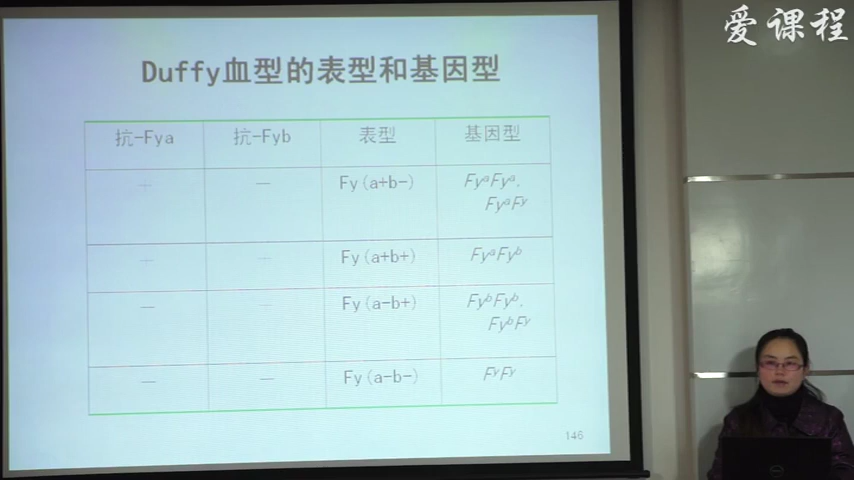 爱课程
Duffy血型的表型和基因型
抗-Fya 抗-Fyb 表型 基因型
+ — Fy(a+b-) FyᵃFyᵃ.
FyᵃFy
+ + Fy(a+b+) FyᵃFyᵇ
— + Fy(a-b+) FyᵇFyᵇ.
FyᵇFy
— — Fy(a-b-) FyFy
146
DELL